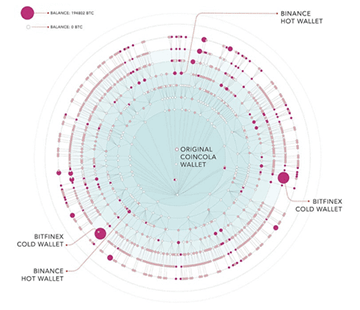 BALANCE: 198852 BTC
BALANCE: 0 BTC
BINANCE
HOT WALLET
ORIGINAL
COINCOLA
WALLET
BITFINEX
COLD WALLET
BITFINEX
COLD WALLET
BINANCE
HOT WALLET